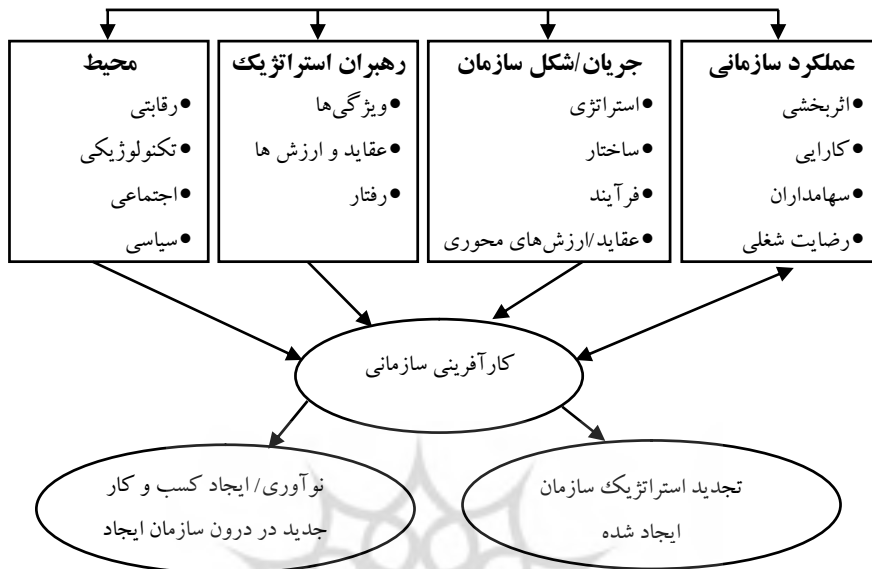 عملکرد سازمانی
•اثربخشی
•کارایی
•سهامداران
•رضایت شغلی
جریان/شکل سازمان
•استراتژی
•ساختار
•فرآیند
•عقاید/ارزش‌های محوری
رهبران استراتژیک
•ویژگی‌ها
•عقاید و ارزش ها
•رفتار
محیط
•رقابتی
•تکنولوژیکی
•اجتماعی
•سیاسی
کارآفرینی سازمانی
تجدید استراتژیک سازمان
ایجاد شده
نوآوری/ ایجاد کسب و کار
جدید در درون سازمان ایجاد